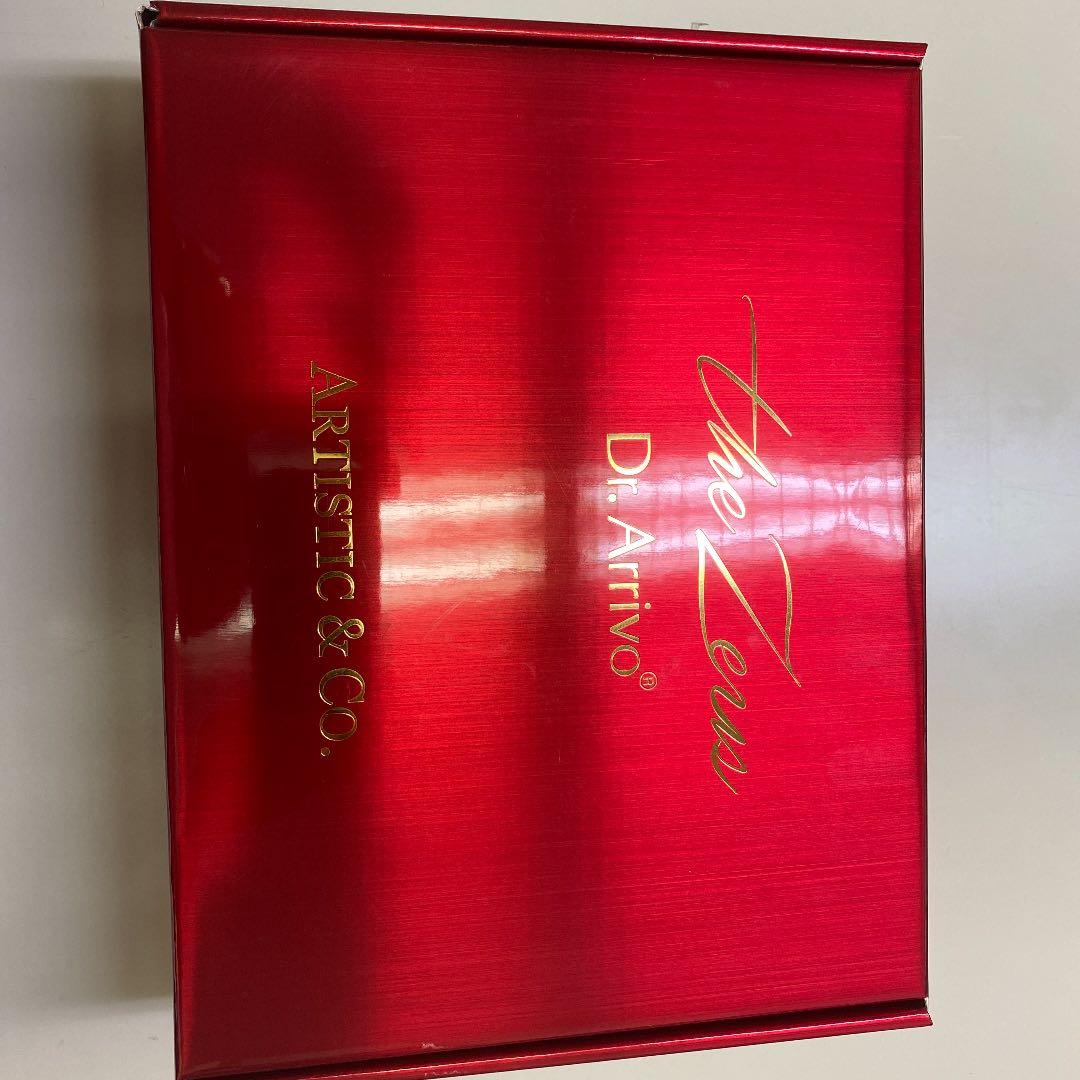 the Zeus
Dr. Arrivo®
ARTISTIC & CO.